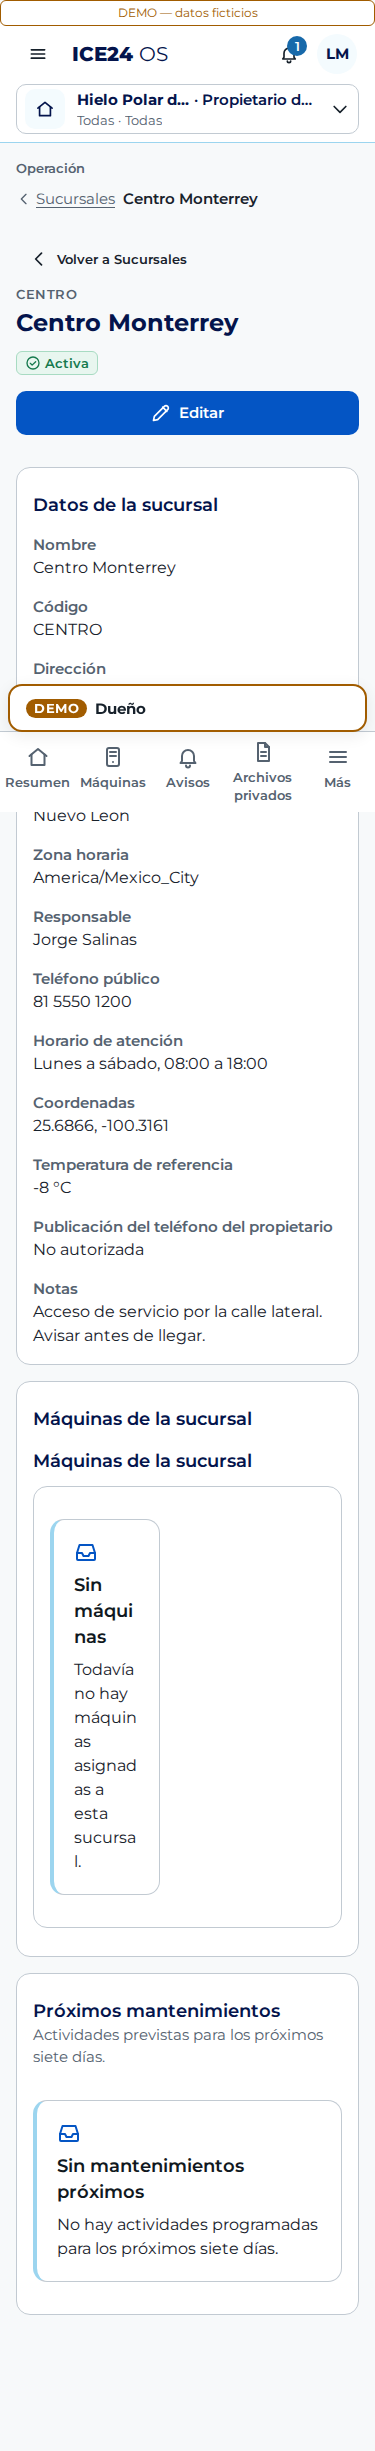 DEMO — datos ficticios
ICE24 OS
1
LM
Hielo Polar d... · Propietario d...
Todas · Todas
Operación
Sucursales Centro Monterrey
Volver a Sucursales
CENTRO
Centro Monterrey
Activa
Editar
Datos de la sucursal
Nombre
Centro Monterrey
Código
CENTRO
Dirección
DEMO Dueño
Resumen
Máquinas
Avisos
Archivos
privados
Más
Nuevo León
Zona horaria
America/Mexico_City
Responsable
Jorge Salinas
Teléfono público
81 5550 1200
Horario de atención
Lunes a sábado, 08:00 a 18:00
Coordenadas
25.6866, -100.3161
Temperatura de referencia
-8 °C
Publicación del teléfono del propietario
No autorizada
Notas
Acceso de servicio por la calle lateral.
Avisar antes de llegar.
Máquinas de la sucursal
Máquinas de la sucursal
Sin
máqui
nas
Todavía
no hay
máquin
as
asignad
as a
esta
sucursa
l.
Próximos mantenimientos
Actividades previstas para los próximos
siete días.
Sin mantenimientos
próximos
No hay actividades programadas
para los próximos siete días.